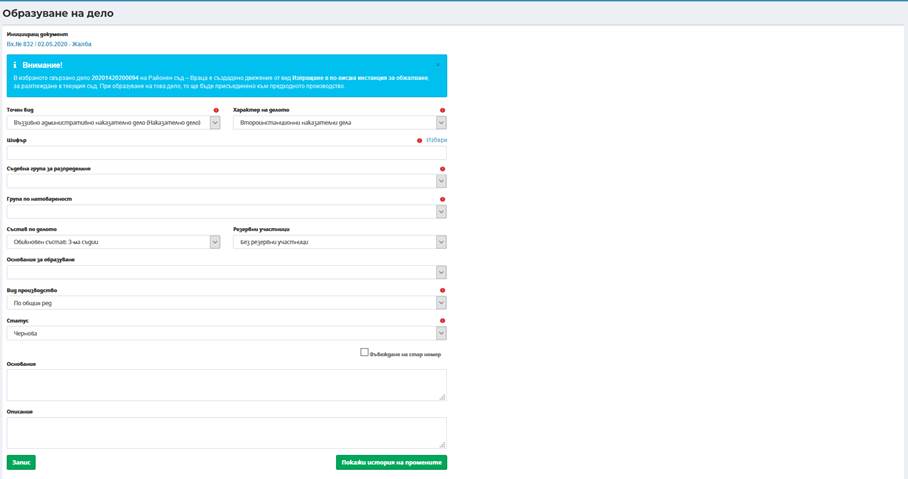 Образуване на дело
Иницииращ документ
Вх.№ 832 / 02.05.2020 - Жалба
Внимание!
×
В избраното свързано дело 20201420200094 на Районен съд – Враца е създадено движение от вид Изпращане в по-висша инстанция за обжалване,
за разглеждане в текущия съд. При образуване на това дело, то ще бъде присъединено към предходното производство.
Точен вид
Характер на делото
Въззивно административно наказателно дело (Наказателно дело)
Второинстанционни наказателни дела
Шифър
Избери
Съдебна група за разпределяне
Група по натовареност
Състав по делото
Резервни участници
Обикновен състав: 3-ма съдии
Без резервни участници
Основания за образуване
Вид производство
По общия ред
Статус
Чернова
Въвеждане на стар номер
Основание
Описание
Запис
Покажи история на промените